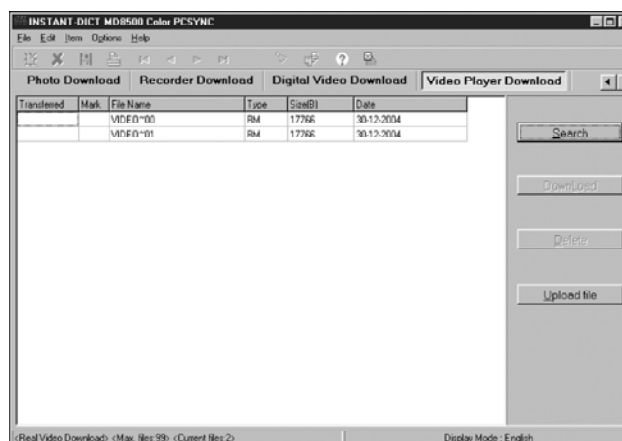 INSTANT-DICT MD8500 Color PCSYNC
File Edit Item Options Help
Photo Download Recorder Download Digital Video Download Video Player Download
Transferred Mark File Name Type Size(B) Date
VIDEO~00 RM 17766 30-12-2004
VIDEO~01 RM 17766 30-12-2004
Search
Download
Delete
Upload file
<Real Video Download> <Max. files:99> <Current files:2> Display Mode : English